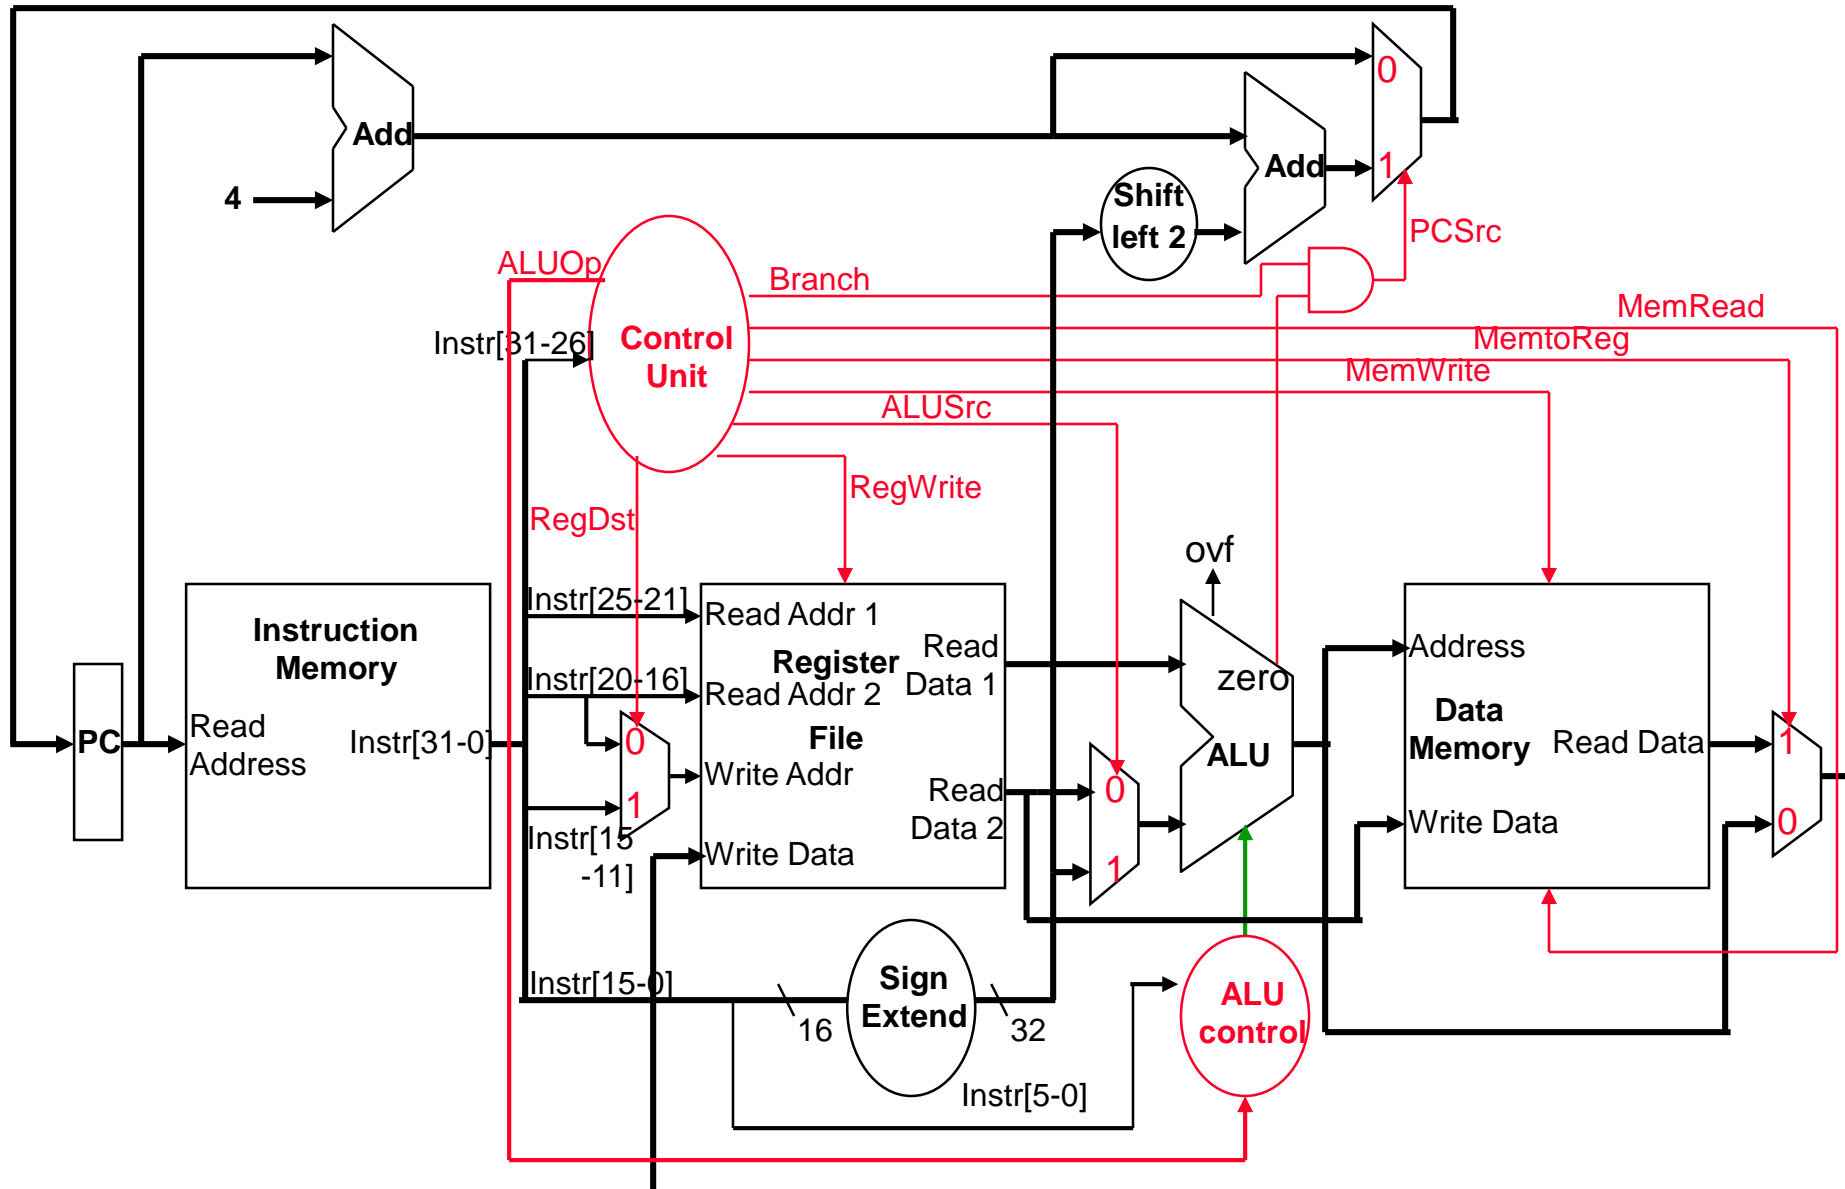 0
Add
Add
1
4
Shift
left 2
PCSrc
ALUOp
Branch
MemRead
Instr[31-26]
Control
Unit
MemtoReg
MemWrite
ALUSrc
RegWrite
RegDst
ovf
Instr[25-21]
Read Addr 1
Instruction
Memory
Register
Read
Data 1
zero
Address
Instr[20-16]
Read Addr 2
PC
Read
Address
Instr[31-0]
0
File
ALU
Data
Memory
Read Data
1
Write Addr
1
Read
Data 2
0
Write Data
0
Instr[15
-11]
Write Data
1
Instr[15-0]
Sign
Extend
16
32
ALU
control
Instr[5-0]